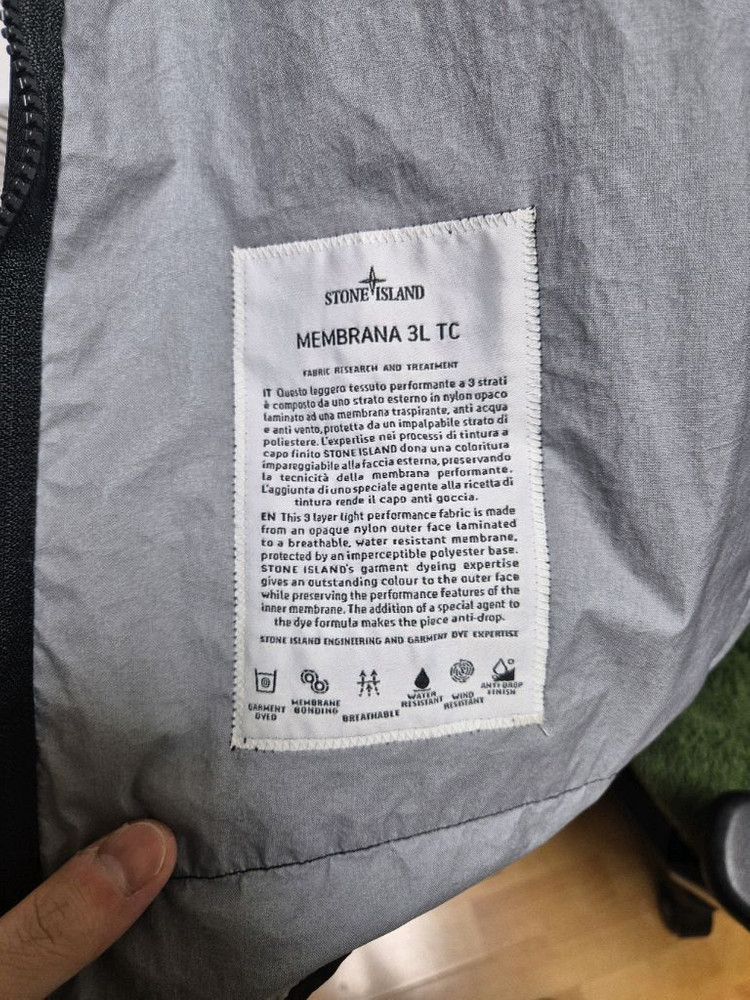 STONE ISLAND
MEMBRANA 3L TC
FABRIC RESEARCH AND TREATMENT
IT Questo leggero tessuto performante a 3 strati
è composto da uno strato esterno in nylon opaco
laminato ad una membrana traspirante, anti acqua
e anti vento, protetta da un impalpabile strato di
poliestere. L'expertise nei processi di tintura a
capo finito STONE ISLAND dona una coloritura
impareggiabile alla faccia esterna, preservando
la tecnicità della membrana performante.
L'aggiunta di uno speciale agente alla ricetta di
tintura rende il capo anti goccia.
EN This 3 layer light performance fabric is made
from an opaque nylon outer face laminated
to a breathable, water resistant membrane,
protected by an imperceptible polyester base.
STONE ISLAND's garment dyeing expertise
gives an outstanding colour to the outer face
while preserving the performance features of the
inner membrane. The addition of a special agent to
the dye formula makes the piece anti-drop.
STONE ISLAND ENGINEERING AND GARMENT DYE EXPERTISE
GARMENT
DYED
MEMBRANE
BONDING
BREATHABLE
WATER
RESISTANT
WIND
RESISTANT
ANTI DROP
FINISH